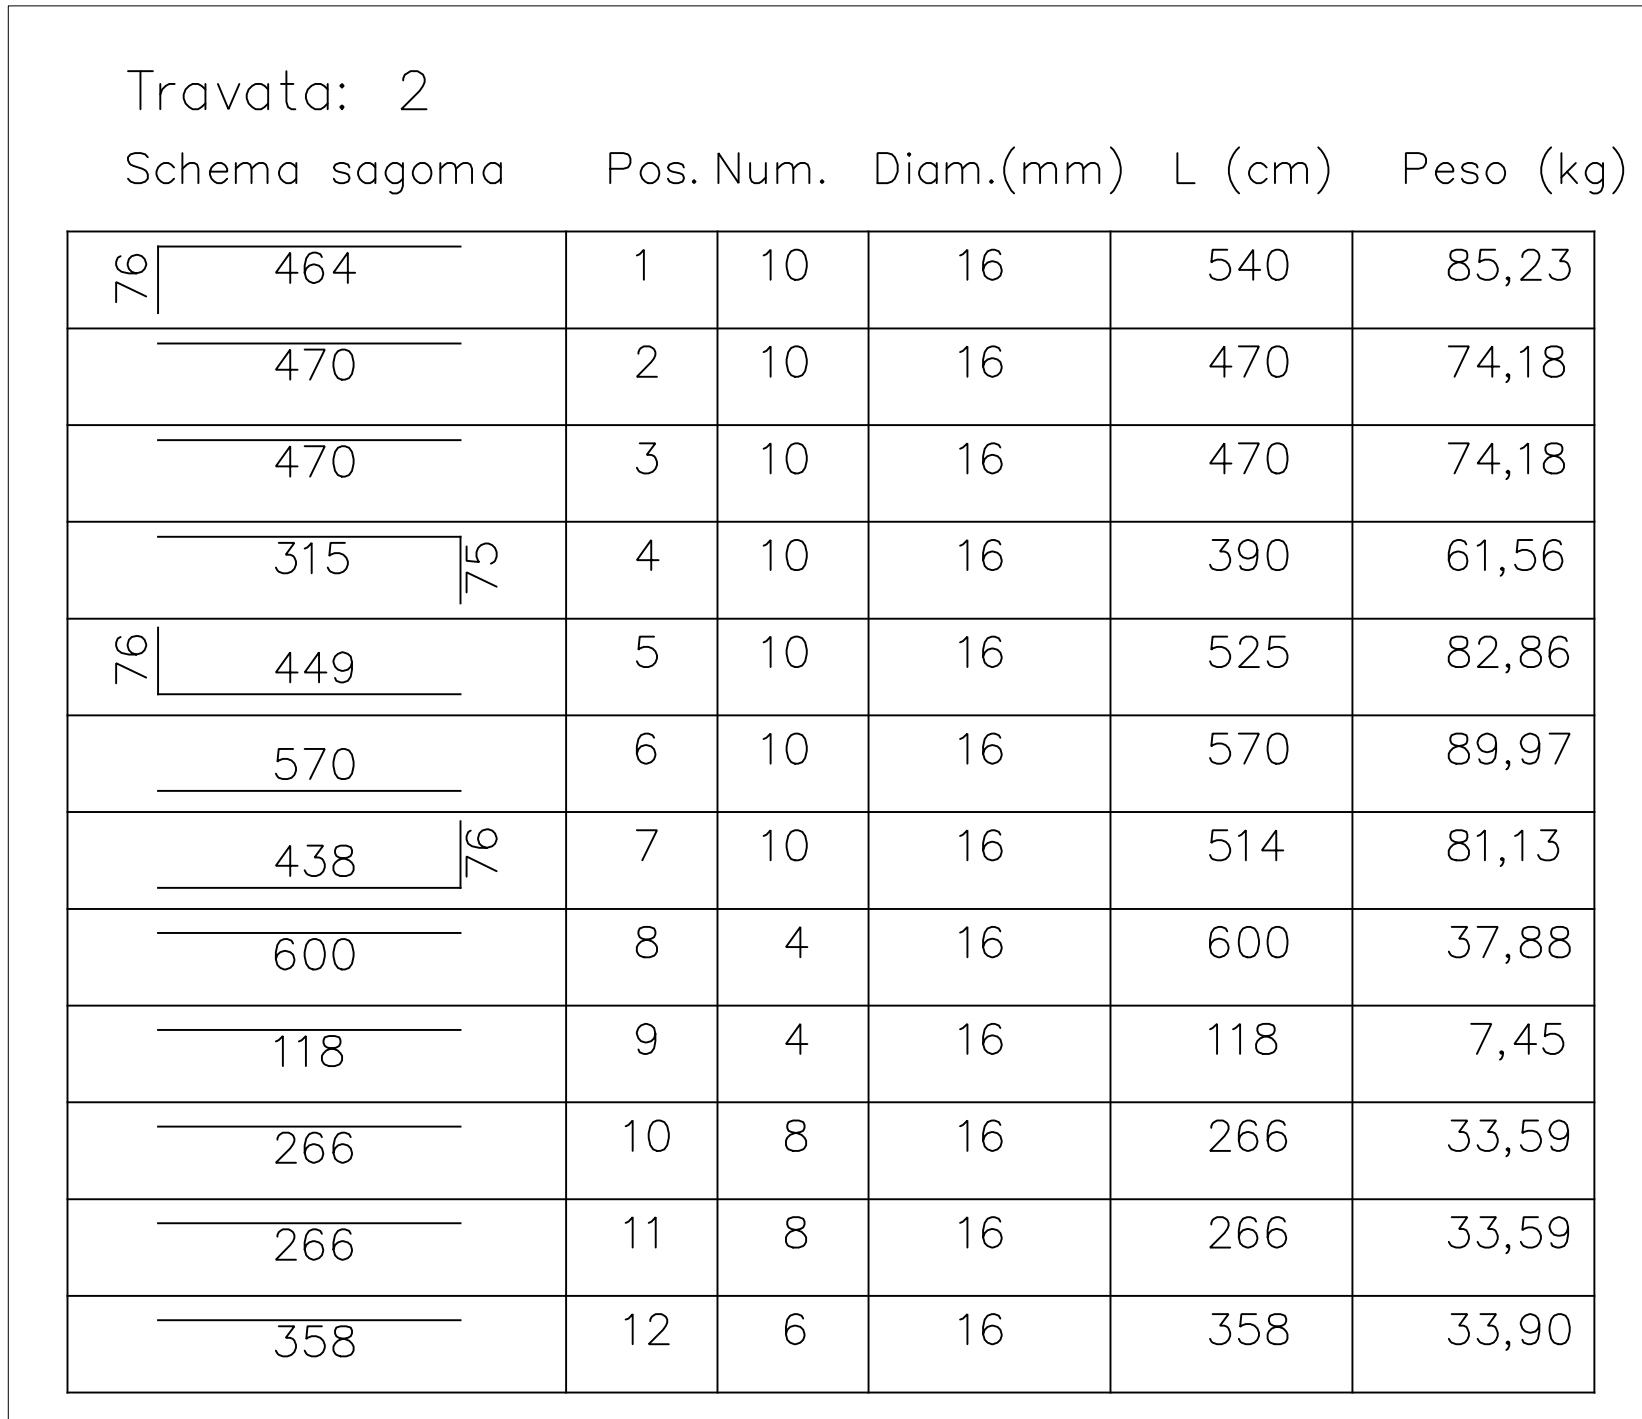 Travata: 2
Schema sagoma Pos. Num. Diam.(mm) L (cm) Peso (kg)
76 464 1 10 16 540 85,23
470 2 10 16 470 74,18
470 3 10 16 470 74,18
315 75 4 10 16 390 61,56
76 449 5 10 16 525 82,86
570 6 10 16 570 89,97
438 76 7 10 16 514 81,13
600 8 4 16 600 37,88
118 9 4 16 118 7,45
266 10 8 16 266 33,59
266 11 8 16 266 33,59
358 12 6 16 358 33,90